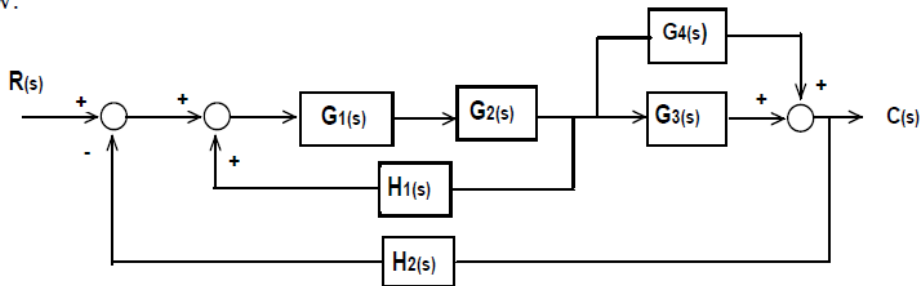 G4(s)
R(s)
+ + + +
G1(s) G2(s) G3(s) C(s)
- +
H1(s)
H2(s)